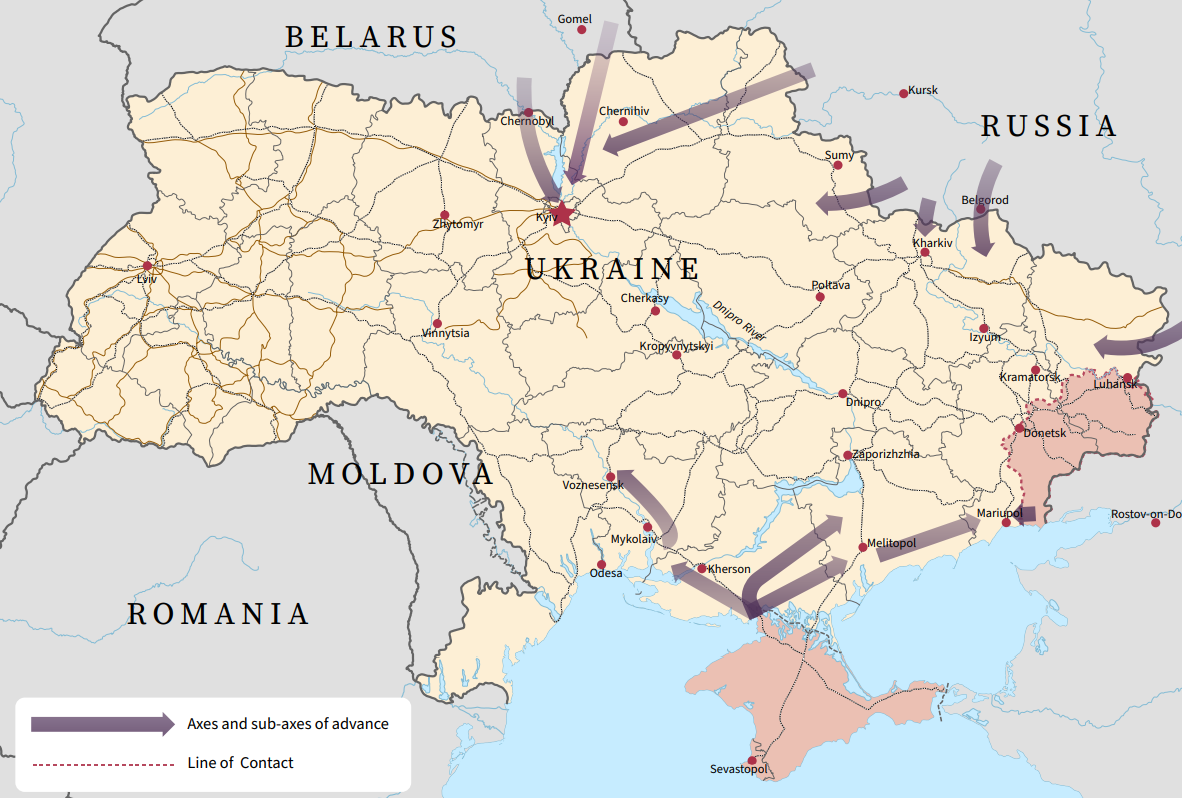 Gomel
BELARUS
Kursk
Chernihiv
Chernobyl
RUSSIA
Sumy
Belgorod
Kyiv
Zhytomyr
Kharkiv
UKRAINE
Lviv
Poltava
Cherkasy
Dnipro River
Vinnytsia
Izyum
Kropyvnytskyi
Kramatorsk
Luhansk
Dnipro
Donetsk
Zaporizhzhia
MOLDOVA
Voznesensk
Mariupol
Rostov-on-Do
Mykolaiv
Melitopol
Odesa
Kherson
ROMANIA
Axes and sub-axes of advance
Line of Contact
Sevastopol